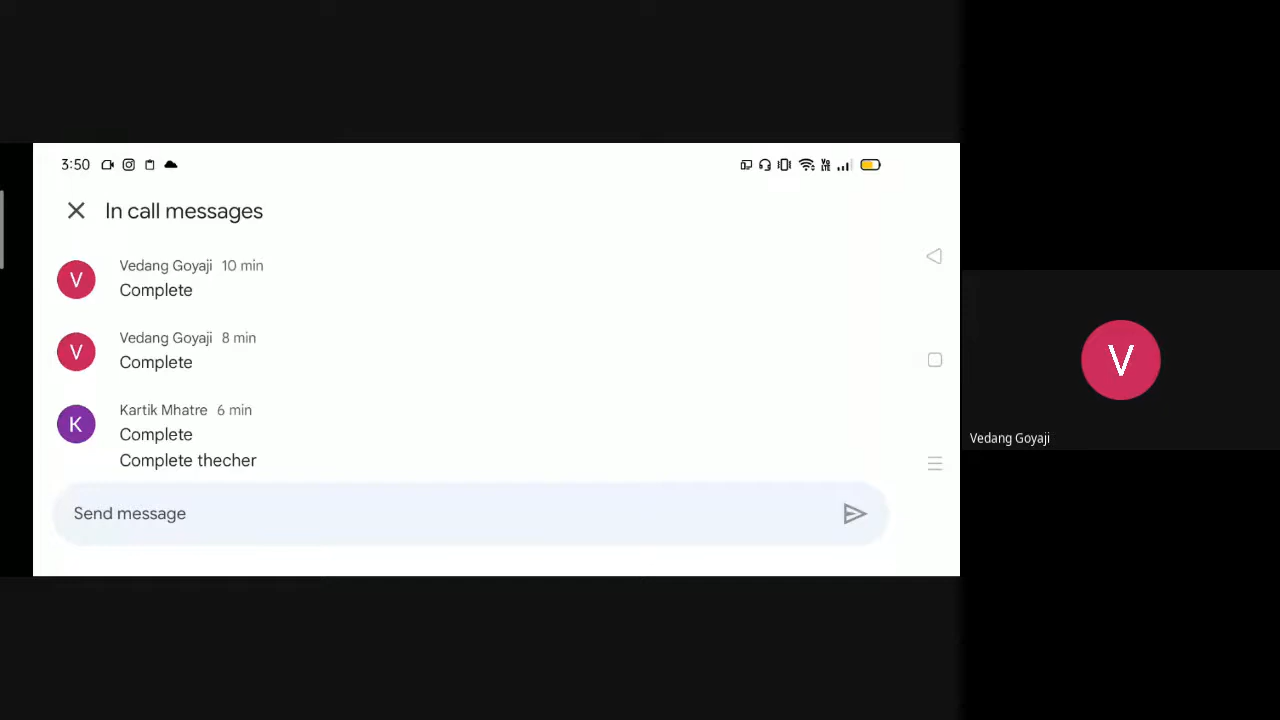 3:50
In call messages
V
Vedang Goyaji 10 min
Complete
V
Vedang Goyaji 8 min
Complete
K
Kartik Mhatre 6 min
Complete
Complete thecher
Send message
V
Vedang Goyaji